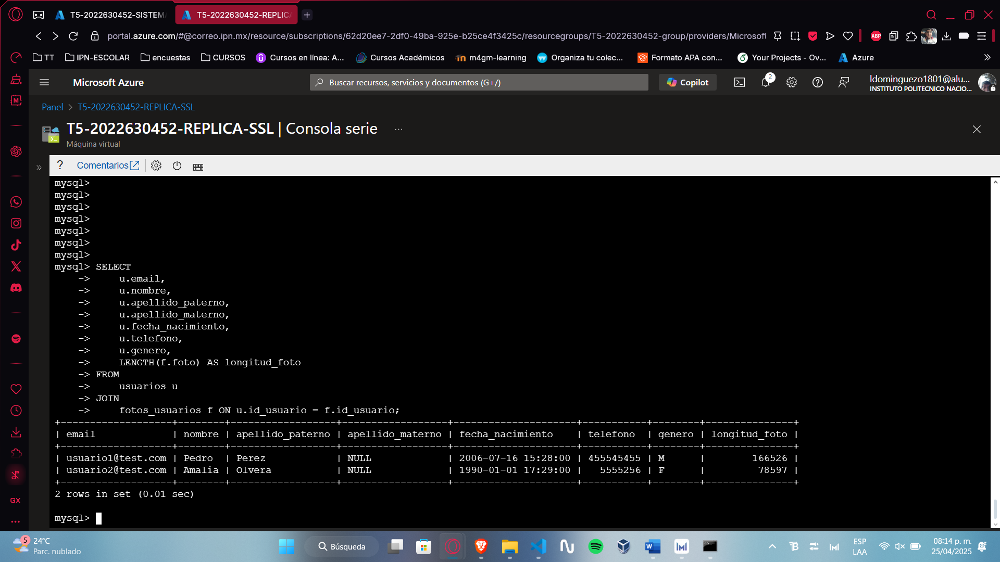 T5-2022630452-SISTEMA
T5-2022630452-REPLICA
portal.azure.com/#@correo.ipn.mx/resource/subscriptions/62d20ee7-2df0-49ba-925e-b25ce4f3425c/resourcegroups/T5-2022630452-group/providers/Microsoft
ABP
TT
IPN-ESCOLAR
encuestas
CURSOS
Cursos en línea: A...
Cursos Académicos
m4gm-learning
Organiza tu colec...
Formato APA con...
Your Projects - Ov...
Azure
Microsoft Azure
Buscar recursos, servicios y documentos (G+/)
Copilot
2
ldominguezo1801@alu...
INSTITUTO POLITECNICO NACIO...
Panel > T5-2022630452-REPLICA-SSL
T5-2022630452-REPLICA-SSL | Consola serie ...
Máquina virtual
? Comentarios
mysql>
mysql>
mysql>
mysql>
mysql>
mysql>
mysql>
mysql> SELECT
    ->     u.email,
    ->     u.nombre,
    ->     u.apellido_paterno,
    ->     u.apellido_materno,
    ->     u.fecha_nacimiento,
    ->     u.telefono,
    ->     u.genero,
    ->     LENGTH(f.foto) AS longitud_foto
    -> FROM
    ->     usuarios u
    -> JOIN
    ->     fotos_usuarios f ON u.id_usuario = f.id_usuario;
+-------------------+--------+------------------+------------------+---------------------+-----------+--------+---------------+
| email             | nombre | apellido_paterno | apellido_materno | fecha_nacimiento    | telefono  | genero | longitud_foto |
+-------------------+--------+------------------+------------------+---------------------+-----------+--------+---------------+
| usuario1@test.com | Pedro  | Perez            | NULL             | 2006-07-16 15:28:00 | 455545455 | M      |        166526 |
| usuario2@test.com | Amalia | Olvera           | NULL             | 1990-01-01 17:29:00 |   5555256 | F      |         78597 |
+-------------------+--------+------------------+------------------+---------------------+-----------+--------+---------------+
2 rows in set (0.01 sec)
mysql>
GX
5
24°C
Parc. nublado
Búsqueda
ESP
LAA
08:14 p. m.
25/04/2025